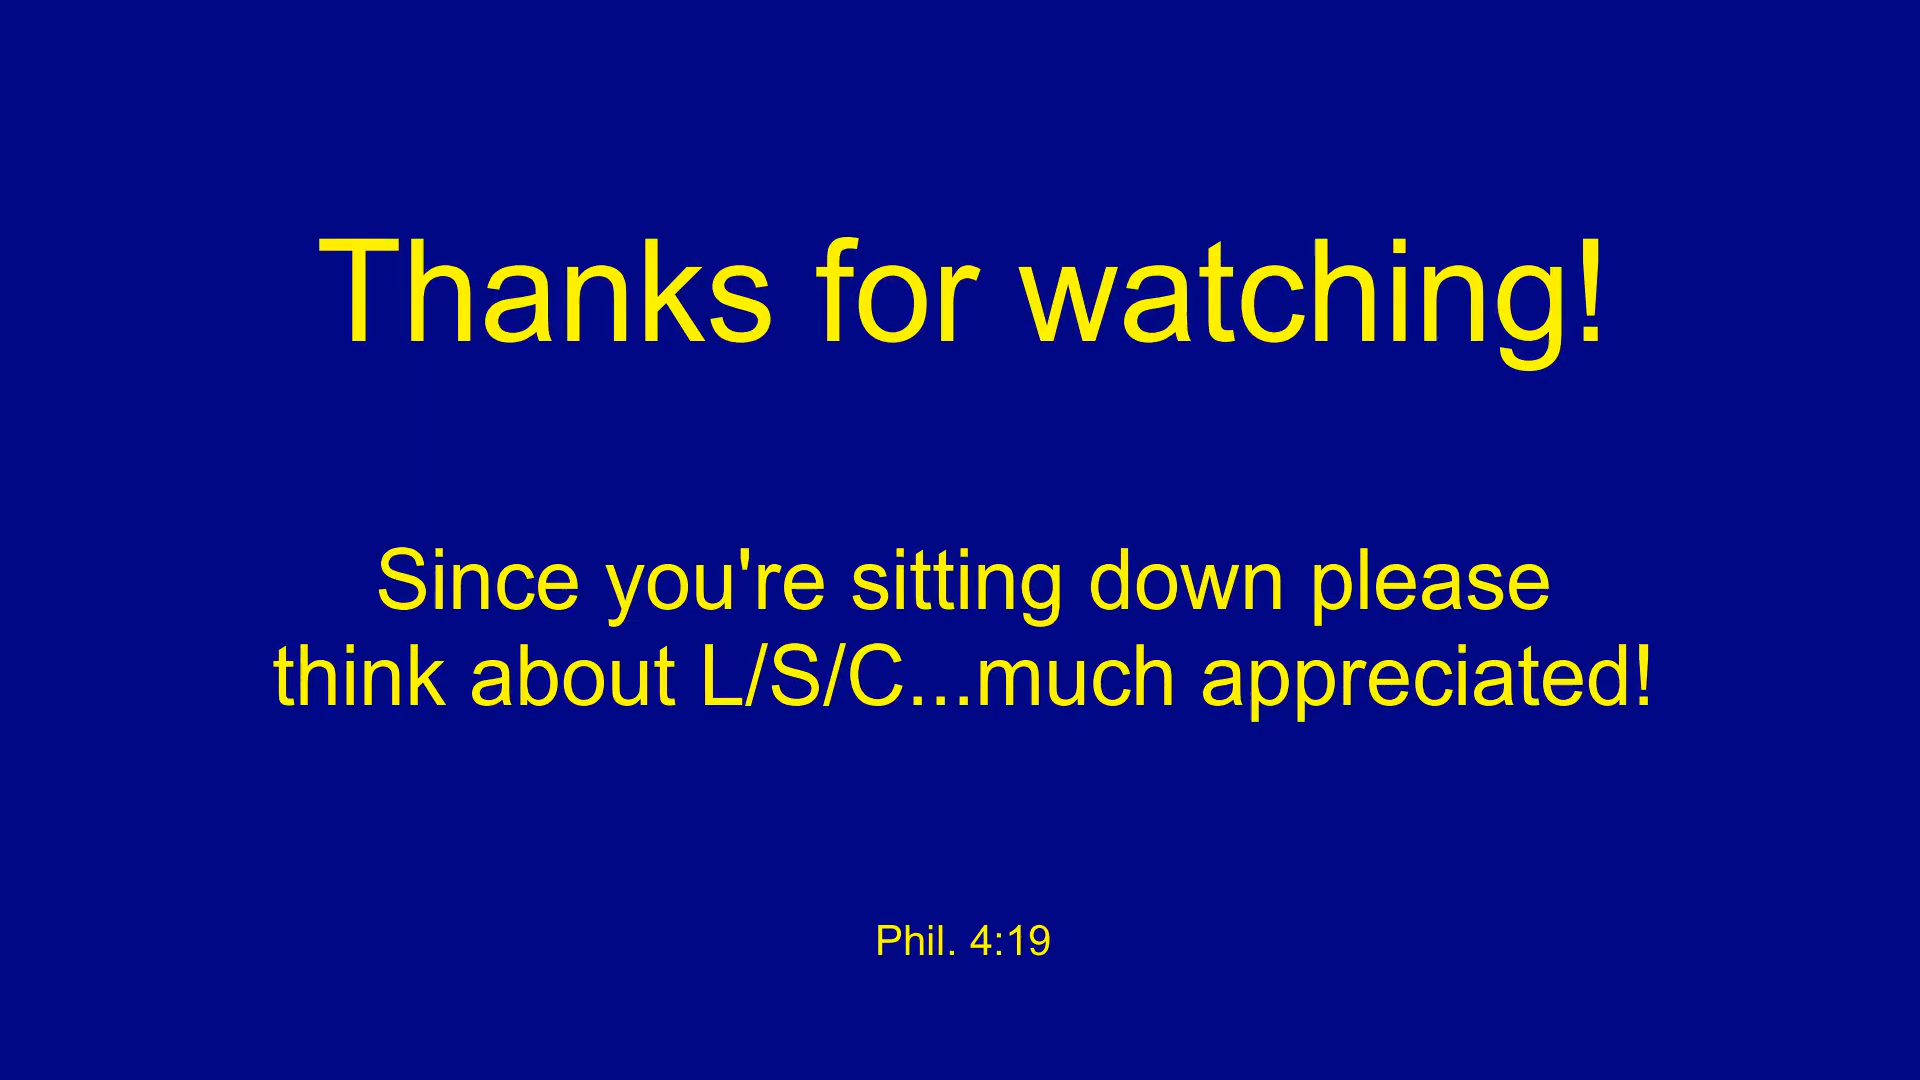 Thanks for watching!
Since you're sitting down please
think about L/S/C...much appreciated!
Phil. 4:19